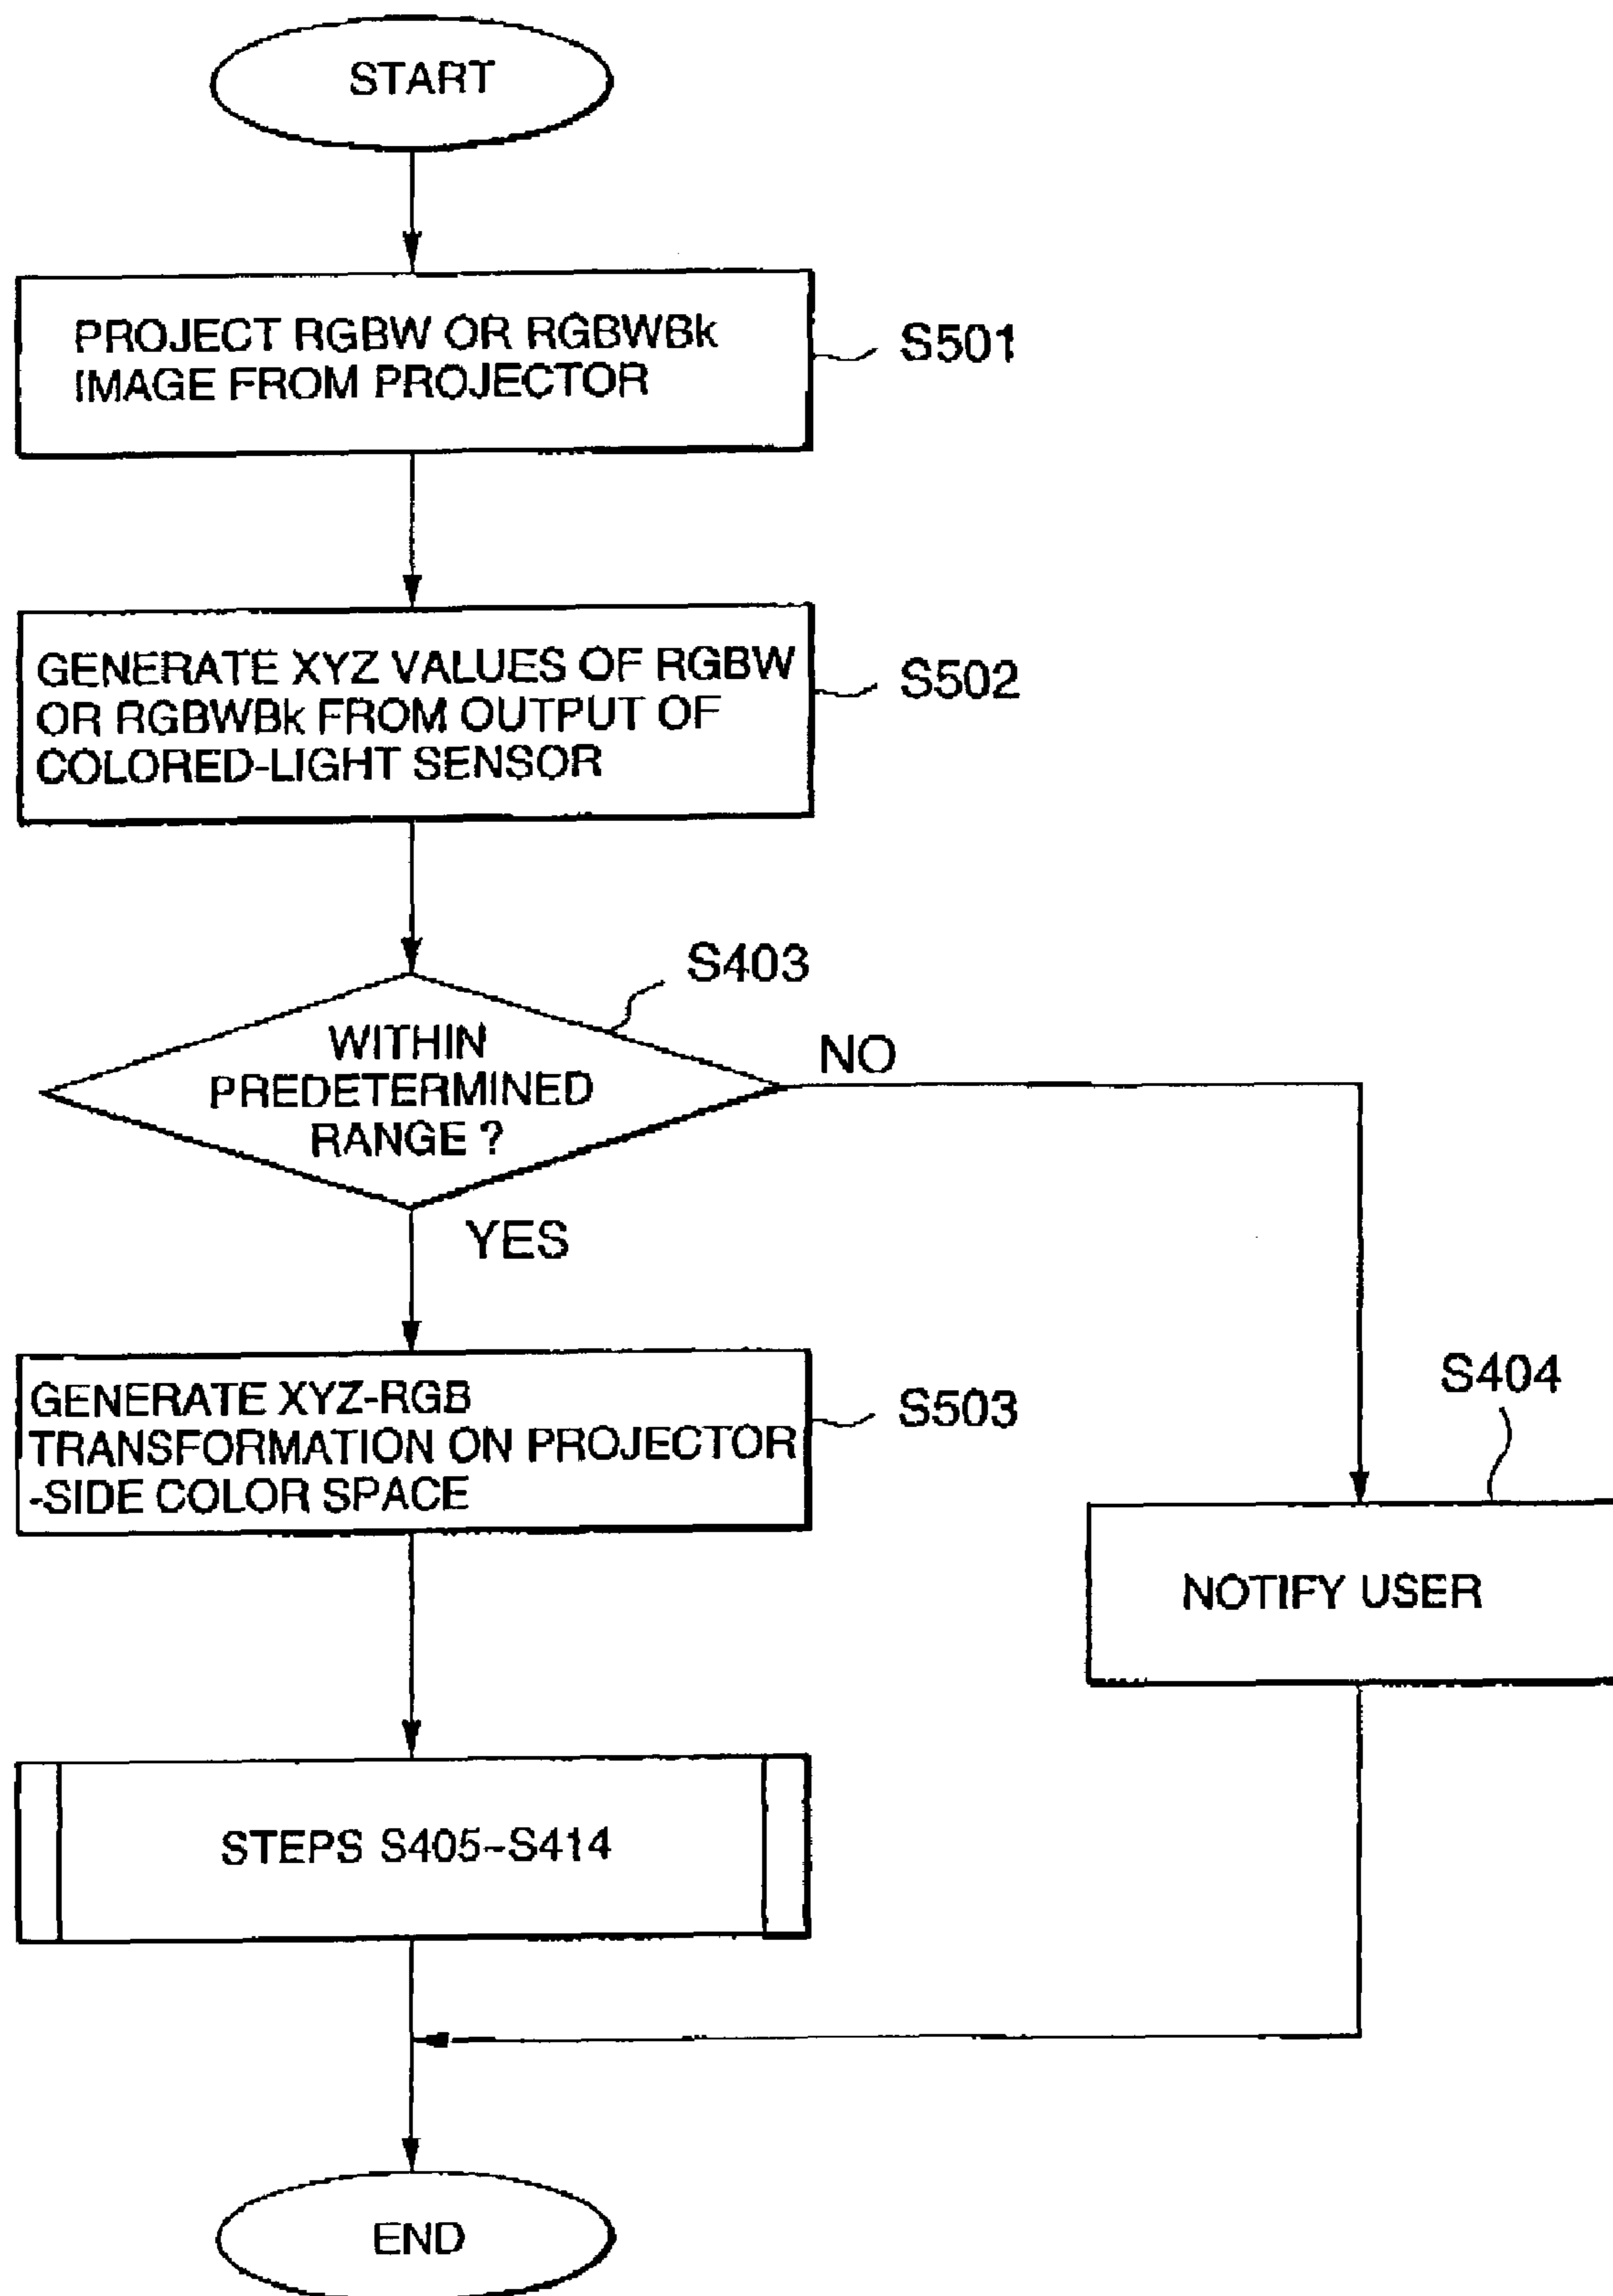 START
PROJECT RGBW OR RGBWBk
IMAGE FROM PROJECTOR
S501
GENERATE XYZ VALUES OF RGBW
OR RGBWBk FROM OUTPUT OF
COLORED-LIGHT SENSOR
S502
S403
WITHIN
PREDETERMINED
RANGE ?
NO
YES
GENERATE XYZ-RGB
TRANSFORMATION ON PROJECTOR
-SIDE COLOR SPACE
S503
S404
NOTIFY USER
STEPS S405~S414
END